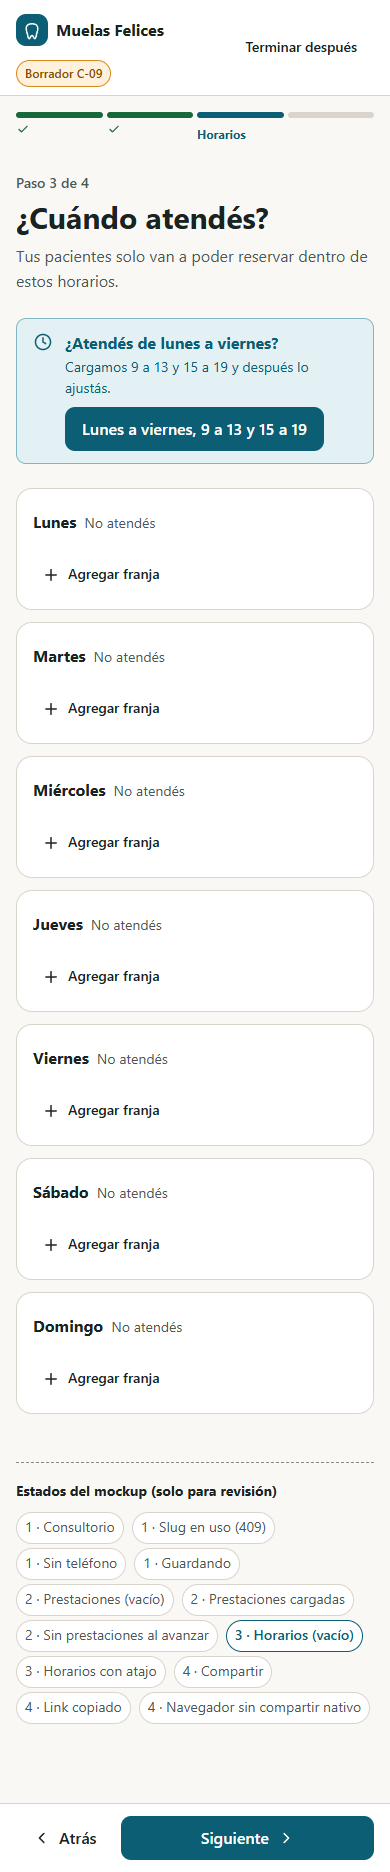 Muelas Felices
Terminar después
Borrador C-09
Horarios
Paso 3 de 4
¿Cuándo atendés?
Tus pacientes solo van a poder reservar dentro de
estos horarios.
¿Atendés de lunes a viernes?
Cargamos 9 a 13 y 15 a 19 y después lo
ajustás.
Lunes a viernes, 9 a 13 y 15 a 19
Lunes No atendés
Agregar franja
Martes No atendés
Agregar franja
Miércoles No atendés
Agregar franja
Jueves No atendés
Agregar franja
Viernes No atendés
Agregar franja
Sábado No atendés
Agregar franja
Domingo No atendés
Agregar franja
Estados del mockup (solo para revisión)
1 · Consultorio 1 · Slug en uso (409)
1 · Sin teléfono 1 · Guardando
2 · Prestaciones (vacío) 2 · Prestaciones cargadas
2 · Sin prestaciones al avanzar 3 · Horarios (vacío)
3 · Horarios con atajo 4 · Compartir
4 · Link copiado 4 · Navegador sin compartir nativo
Atrás Siguiente